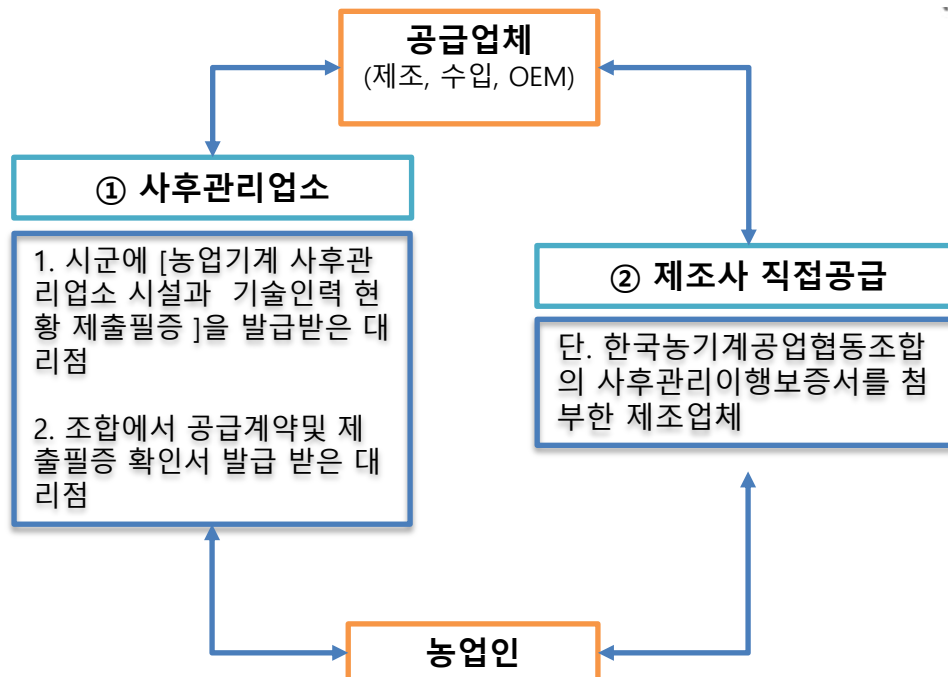 공급업체
(제조, 수입, OEM)
① 사후관리업소
1. 시군에 [농업기계 사후관
리업소 시설과 기술인력 현
황 제출필증 ]을 발급받은 대
리점
2. 조합에서 공급계약및 제
출필증 확인서 발급 받은 대
리점
② 제조사 직접공급
단. 한국농기계공업협동조합
의 사후관리이행보증서를 첨
부한 제조업체
농업인